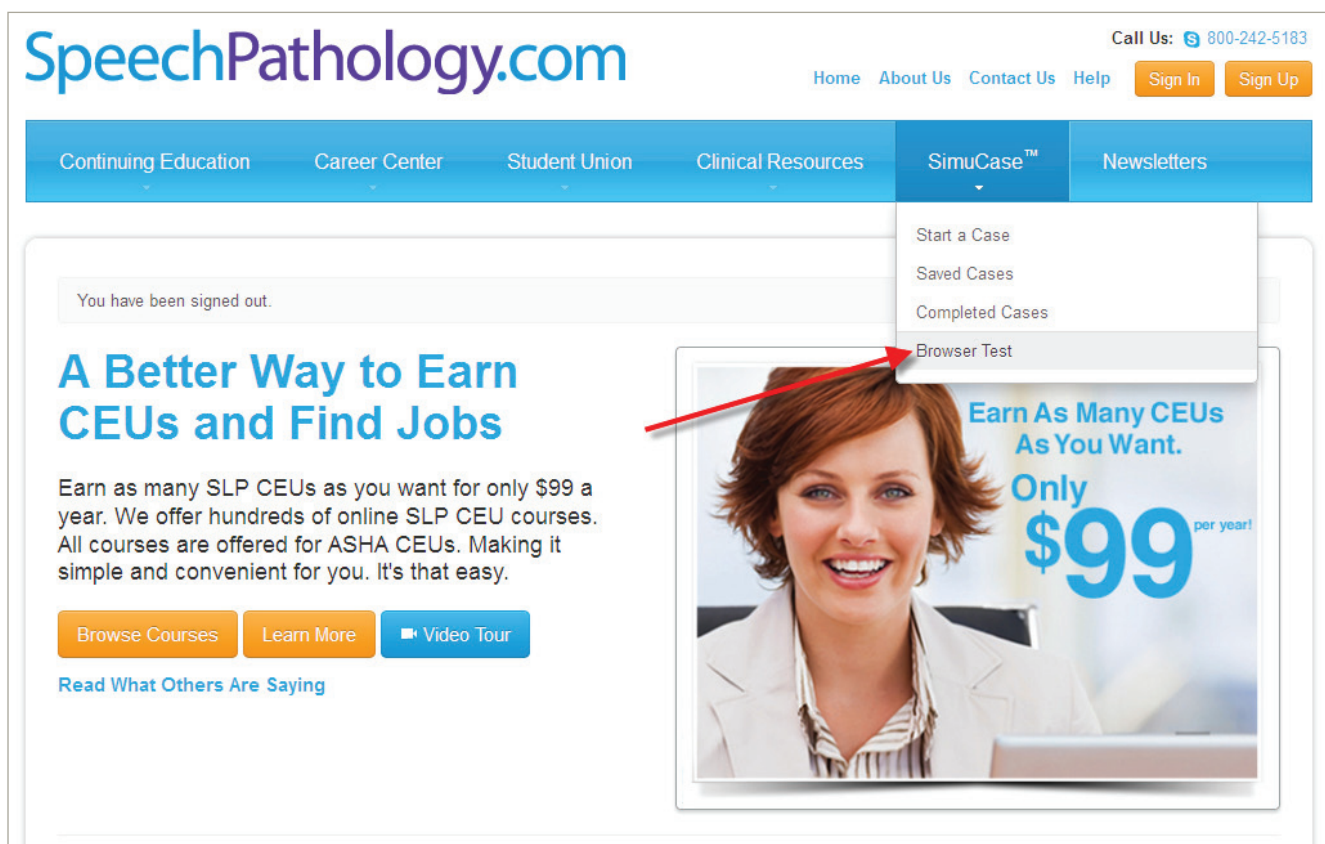 SpeechPathology.com
Call Us: 800-242-5183
Home About Us Contact Us Help Sign In Sign Up
Continuing Education Career Center Student Union Clinical Resources SimuCase™ Newsletters
Start a Case
Saved Cases
Completed Cases
Browser Test
You have been signed out.
A Better Way to Earn
CEUs and Find Jobs
Earn as many SLP CEUs as you want for only $99 a
year. We offer hundreds of online SLP CEU courses.
All courses are offered for ASHA CEUs. Making it
simple and convenient for you. It's that easy.
Browse Courses Learn More Video Tour
Read What Others Are Saying
Earn As Many CEUs
As You Want.
Only
$99 per year!